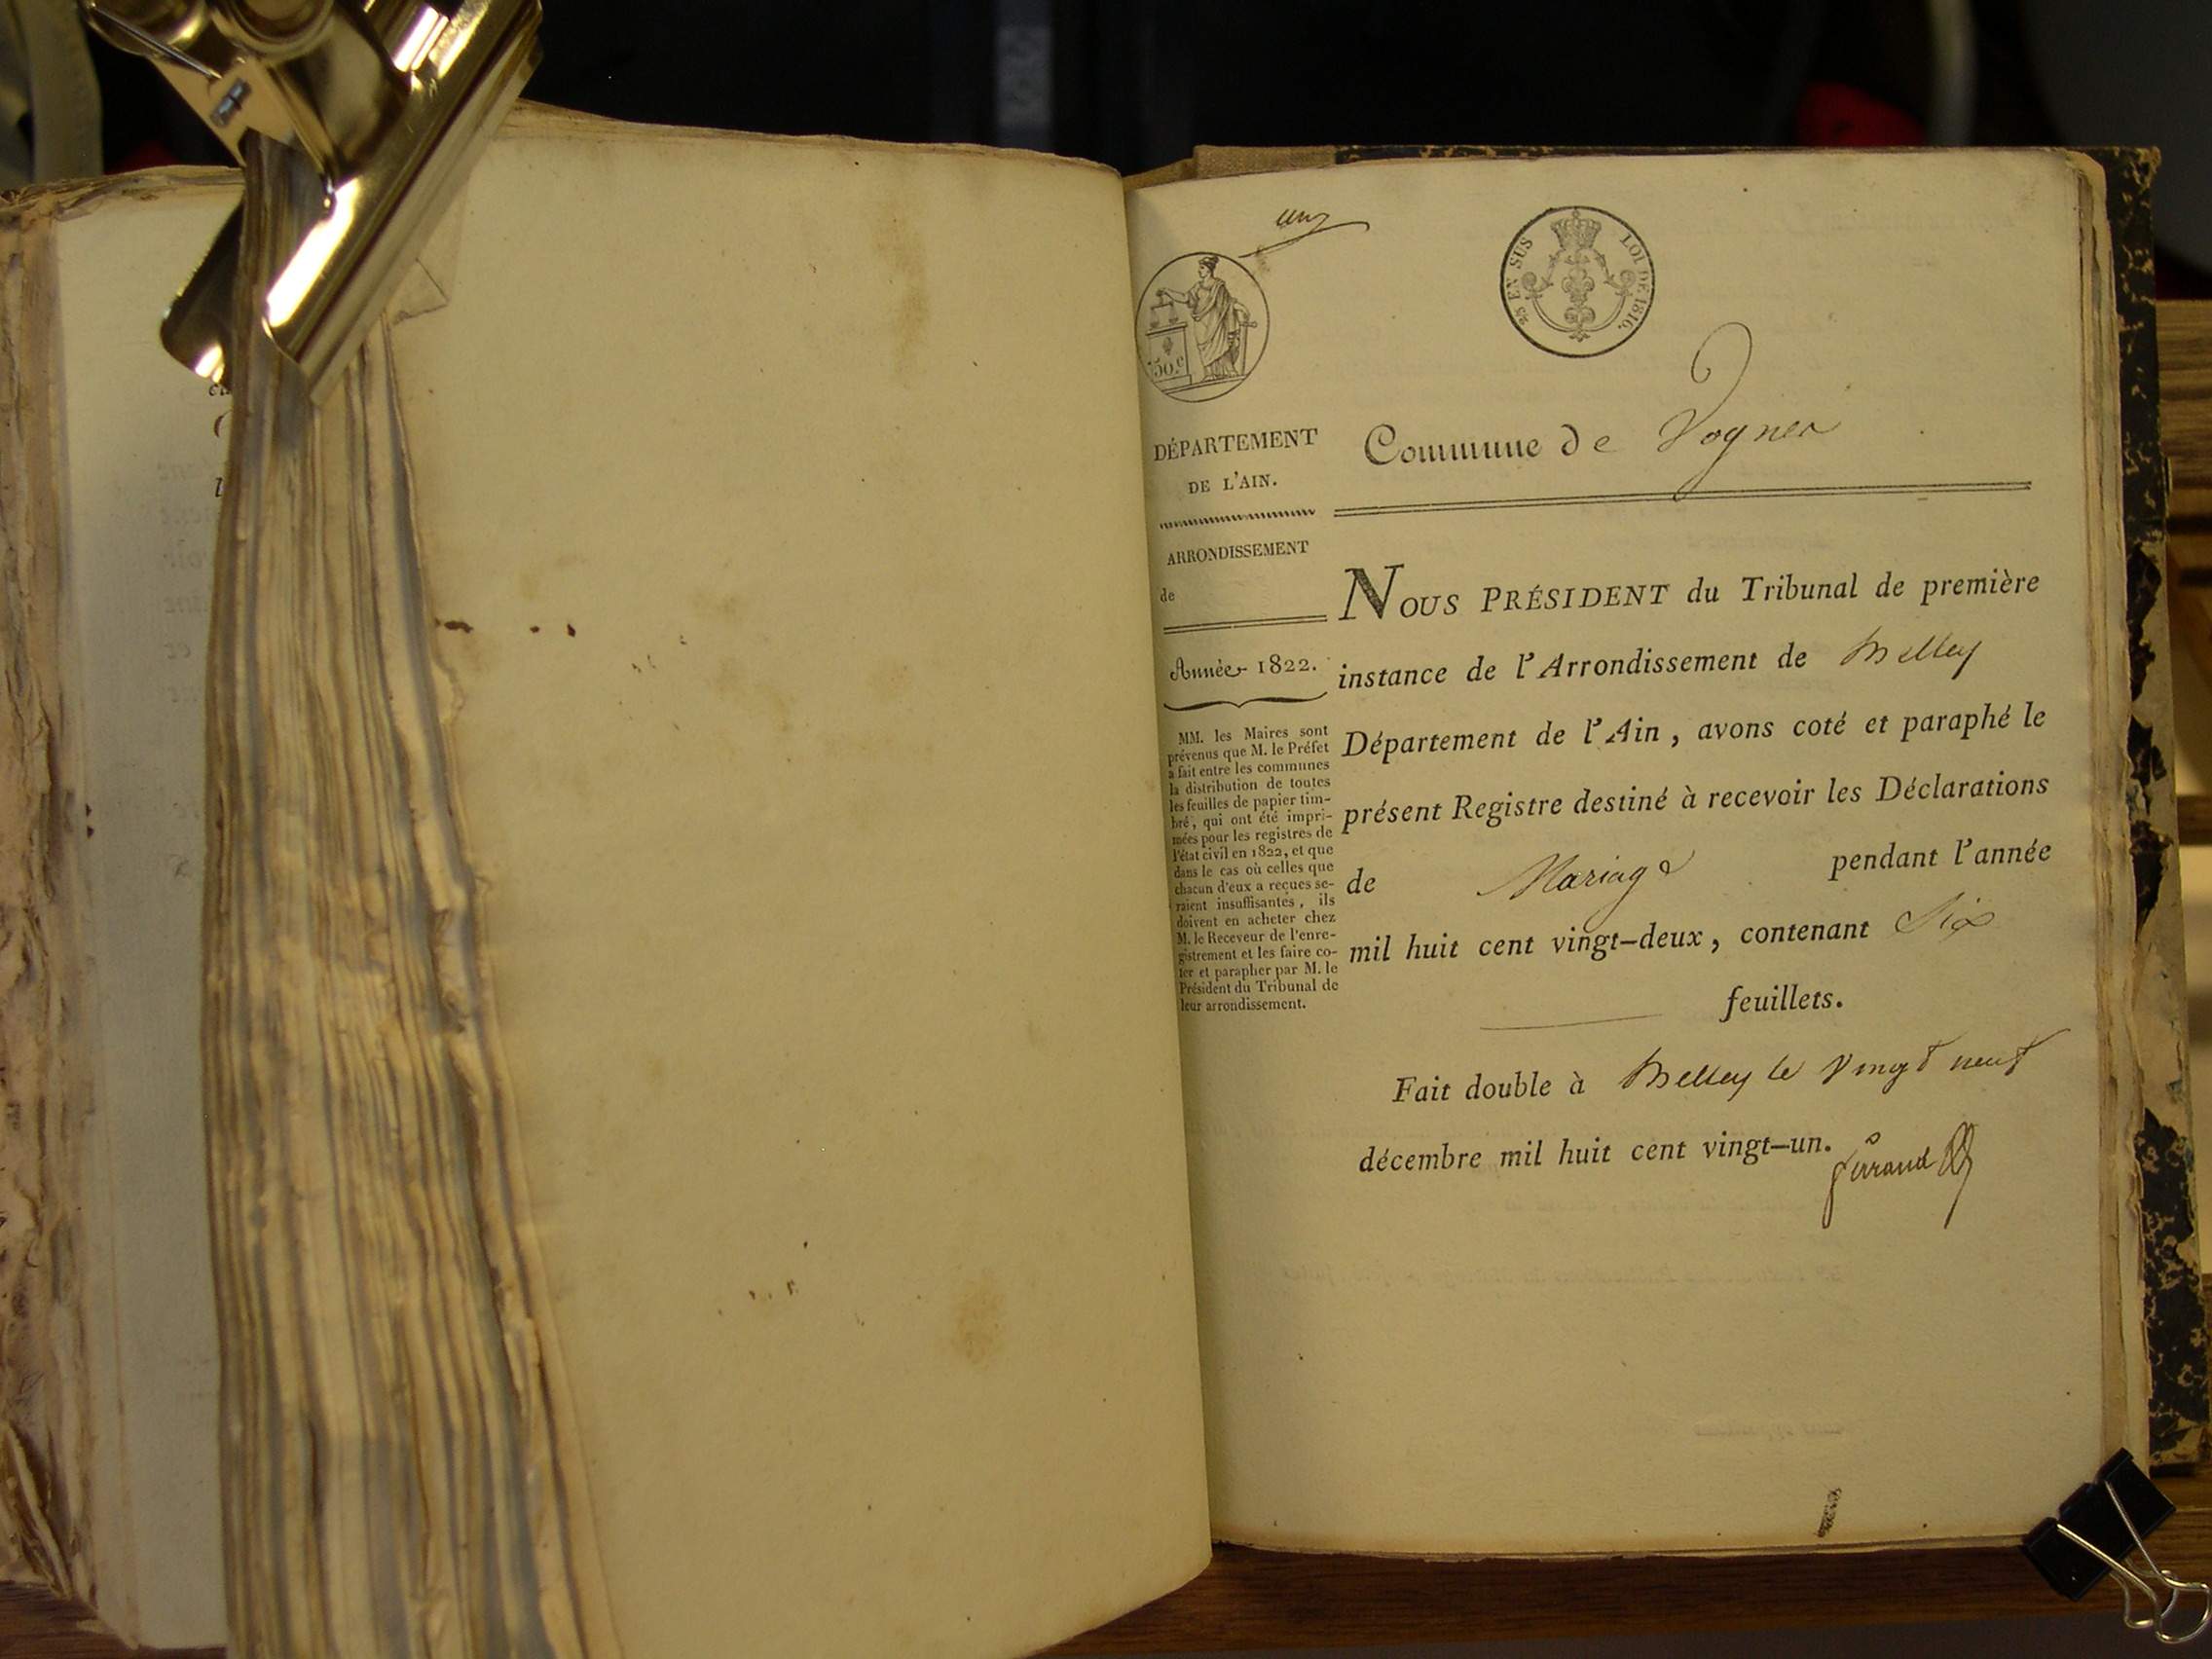 un
25 EN SUS LOI DE 1816.
50.c
DÉPARTEMENT
DE L'AIN.
ARRONDISSEMENT
de
Année 1822.
MM. les Maires sont
prévenus que M. le Préfet
a fait entre les communes
la distribution de toutes
les feuilles de papier tim-
bré, qui ont été impri-
mées pour les registres de
l'état civil en 1822, et que
dans le cas où celles que
chacun d'eux a reçues se-
raient insuffisantes, ils
doivent en acheter chez
M. le Receveur de l'enre-
gistrement et les faire co-
ter et parapher par M. le
Président du Tribunal de
leur arrondissement.
Commune de Vognes
NOUS PRÉSIDENT du Tribunal de première
instance de l'Arrondissement de Belley
Département de l'Ain, avons coté et paraphé le
présent Registre destiné à recevoir les Déclarations
de Mariage pendant l'année
mil huit cent vingt-deux, contenant Six
feuillets.
Fait double à Belley le vingt neuf
décembre mil huit cent vingt-un.